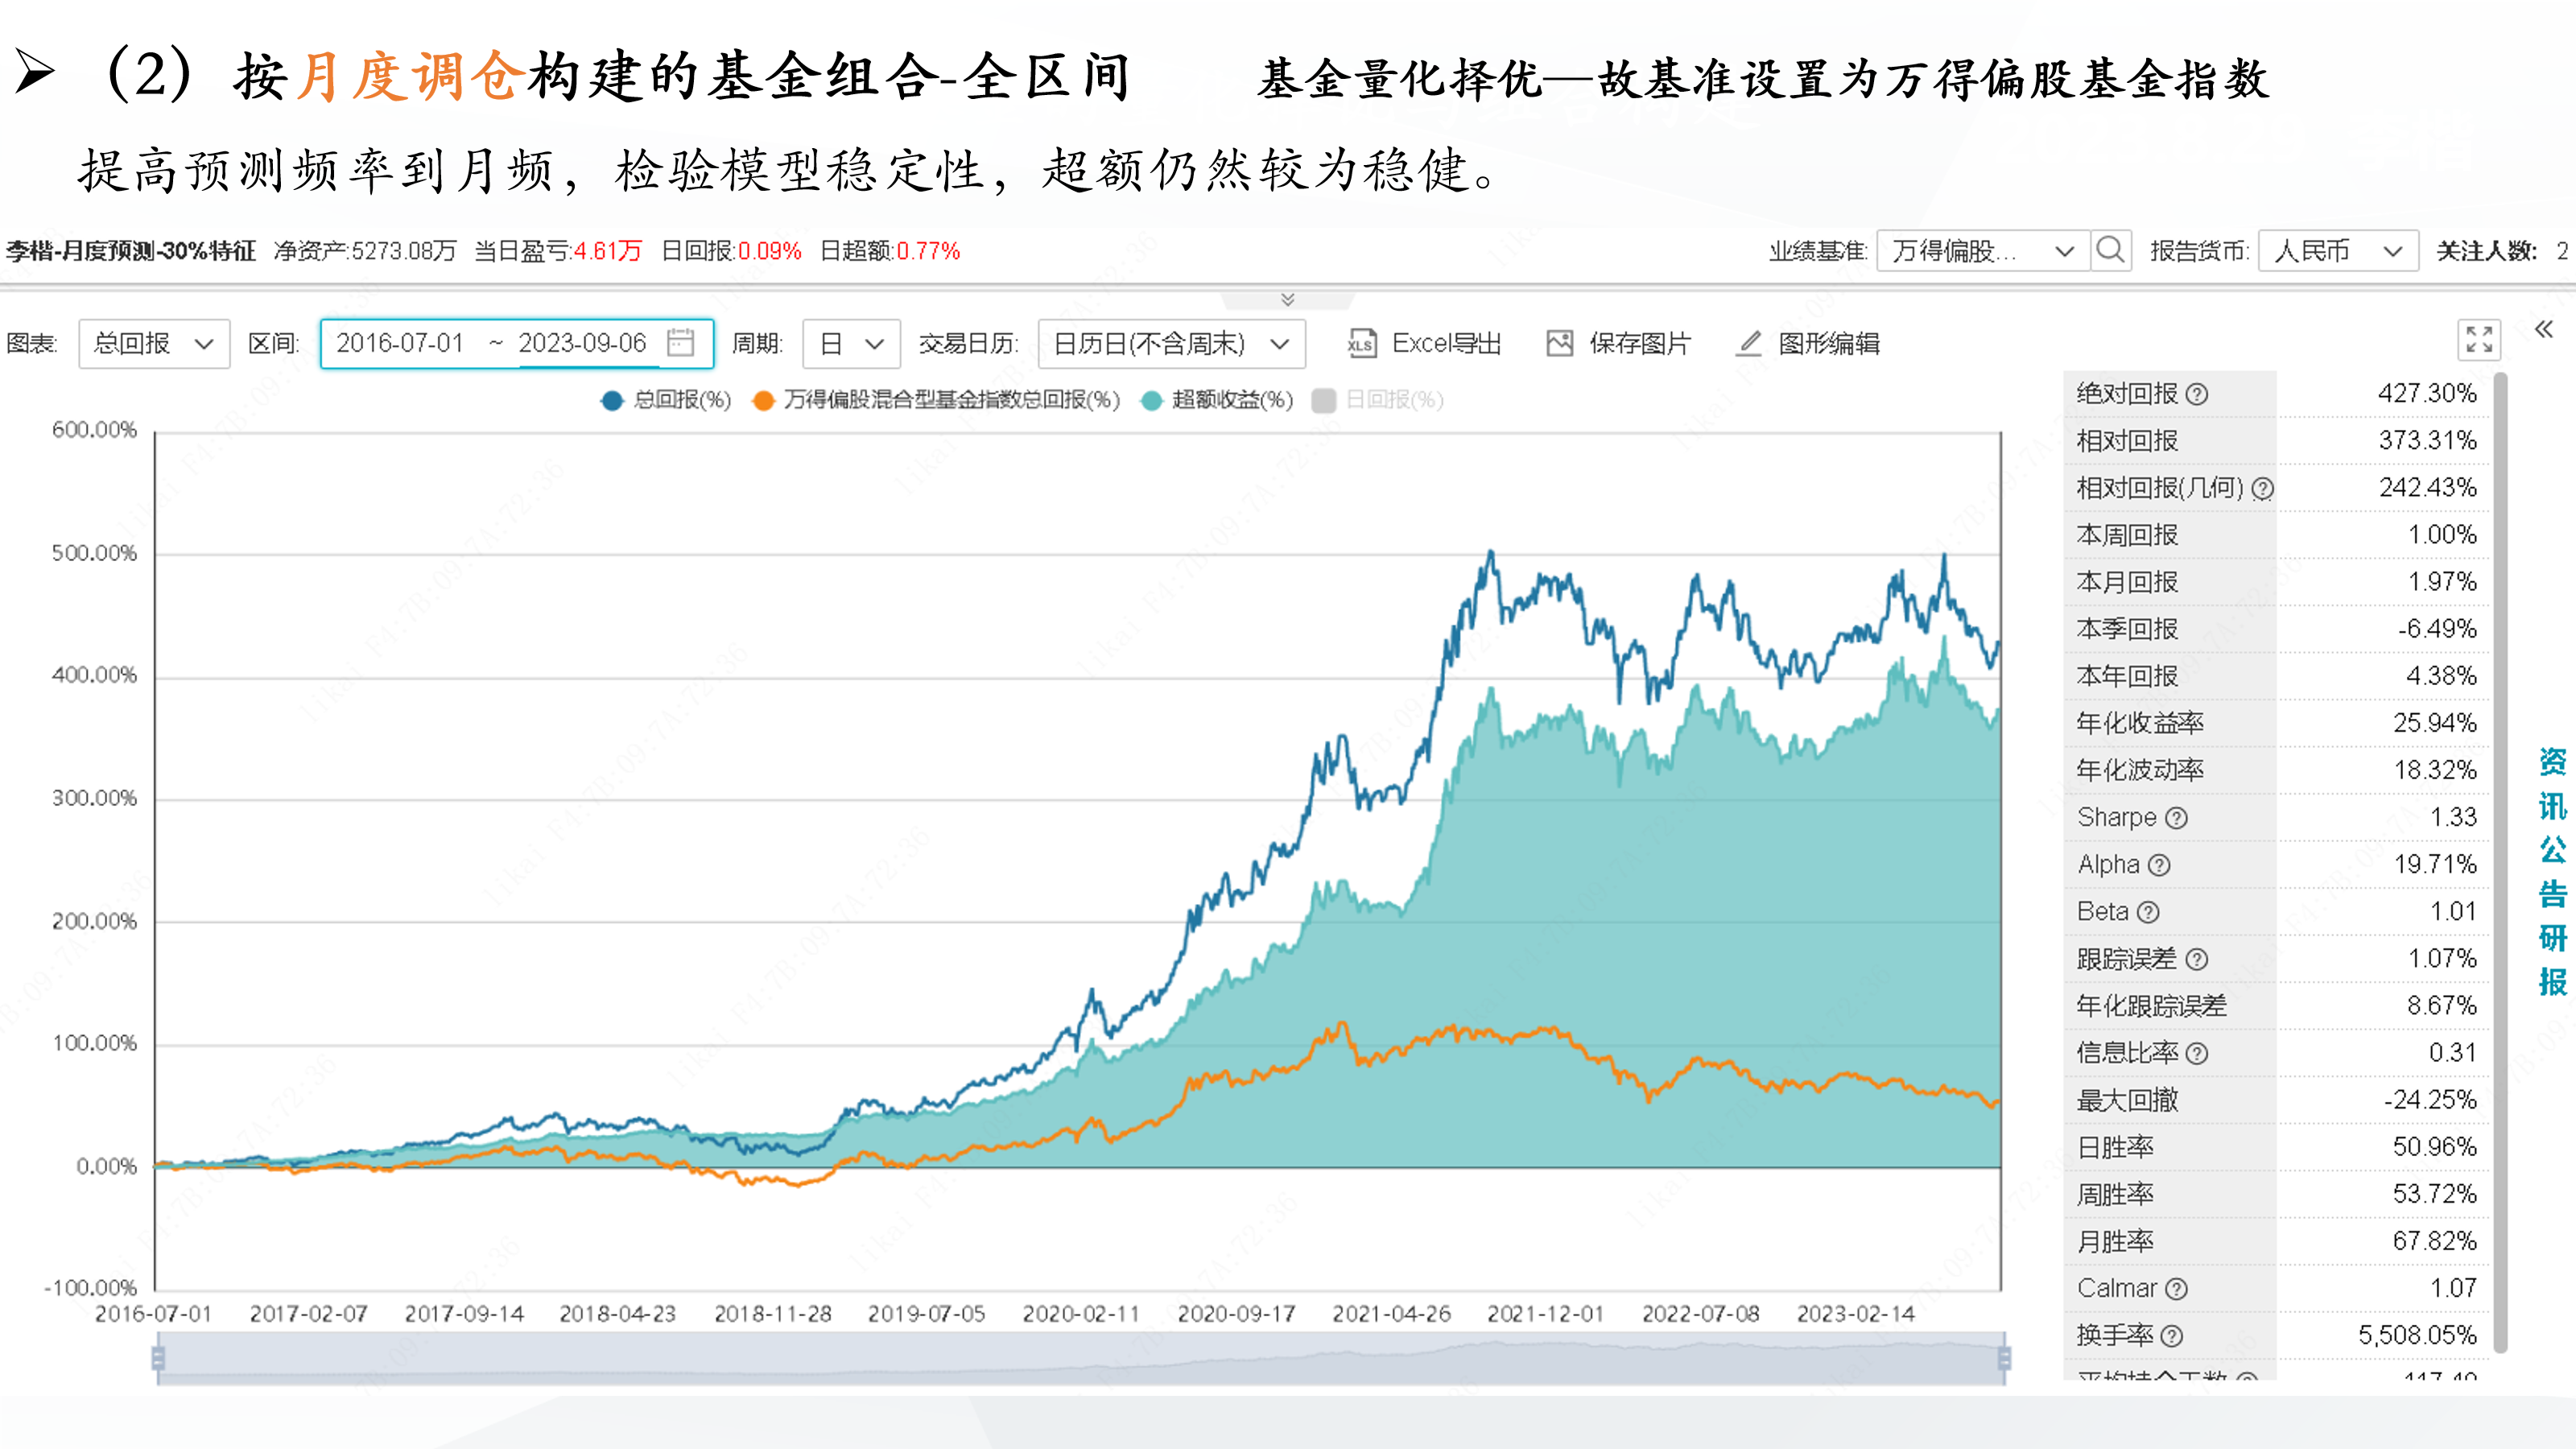 ➢（2）按月度调仓构建的基金组合-全区间 基金量化择优—故基准设置为万得偏股基金指数
提高预测频率到月频，检验模型稳定性，超额仍然较为稳健。
李楷-月度预测-30%特征 净资产:5273.08万 当日盈亏:4.61万 日回报:0.09% 日超额:0.77% 业绩基准: 万得偏股... 报告货币: 人民币 关注人数: 2
图表: 总回报 区间: 2016-07-01 ~ 2023-09-06 周期: 日 交易日历: 日历日(不含周末) XLS Excel导出 保存图片 图形编辑
总回报(%) 万得偏股混合型基金指数总回报(%) 超额收益(%) 日回报(%)
600.00%
500.00%
400.00%
300.00%
200.00%
100.00%
0.00%
-100.00%
2016-07-01 2017-02-07 2017-09-14 2018-04-23 2018-11-28 2019-07-05 2020-02-11 2020-09-17 2021-04-26 2021-12-01 2022-07-08 2023-02-14
绝对回报 427.30%
相对回报 373.31%
相对回报(几何) 242.43%
本周回报 1.00%
本月回报 1.97%
本季回报 -6.49%
本年回报 4.38%
年化收益率 25.94%
年化波动率 18.32%
Sharpe 1.33
Alpha 19.71%
Beta 1.01
跟踪误差 1.07%
年化跟踪误差 8.67%
信息比率 0.31
最大回撤 -24.25%
日胜率 50.96%
周胜率 53.72%
月胜率 67.82%
Calmar 1.07
换手率 5,508.05%
资讯公告研报
likai F4:7B:09:7A:72:36